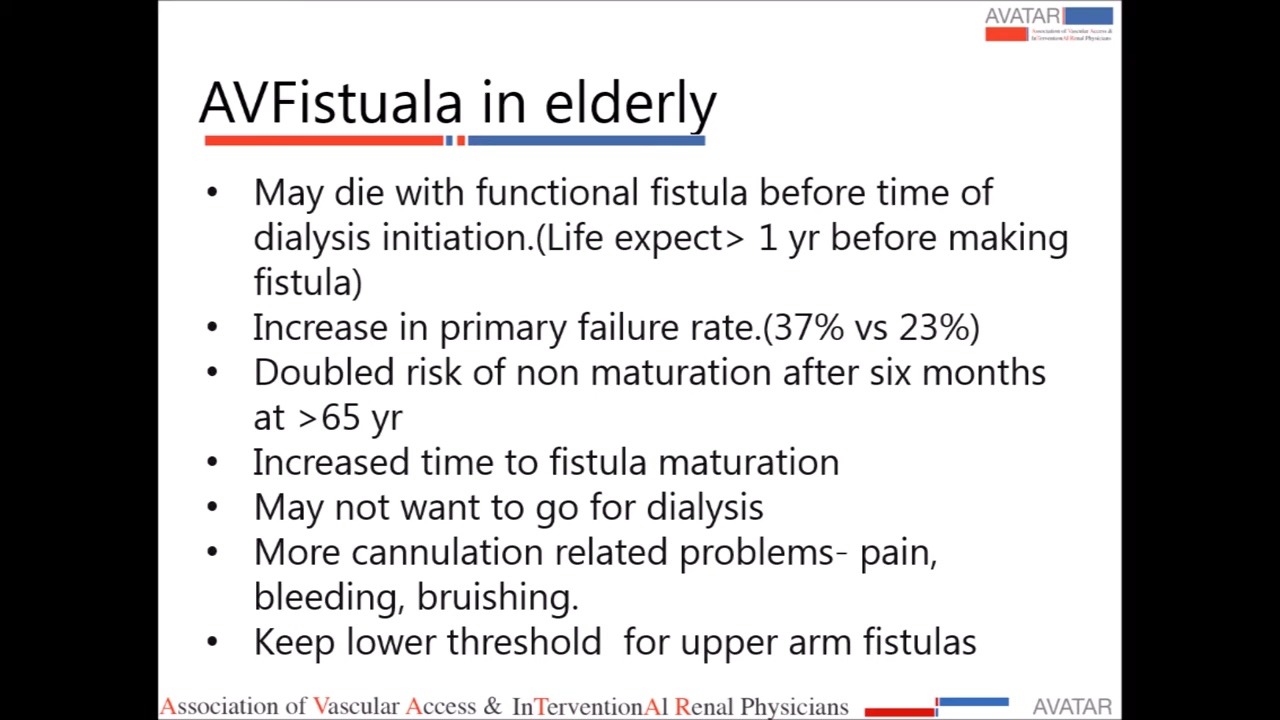 AVATAR
Association of Vascular Access &
InTerventionAl Renal Physicians
AVFistuala in elderly
• May die with functional fistula before time of
dialysis initiation.(Life expect> 1 yr before making
fistula)
• Increase in primary failure rate.(37% vs 23%)
• Doubled risk of non maturation after six months
at >65 yr
• Increased time to fistula maturation
• May not want to go for dialysis
• More cannulation related problems- pain,
bleeding, bruishing.
• Keep lower threshold  for upper arm fistulas
Association of Vascular Access & InTerventionAl Renal Physicians
AVATAR